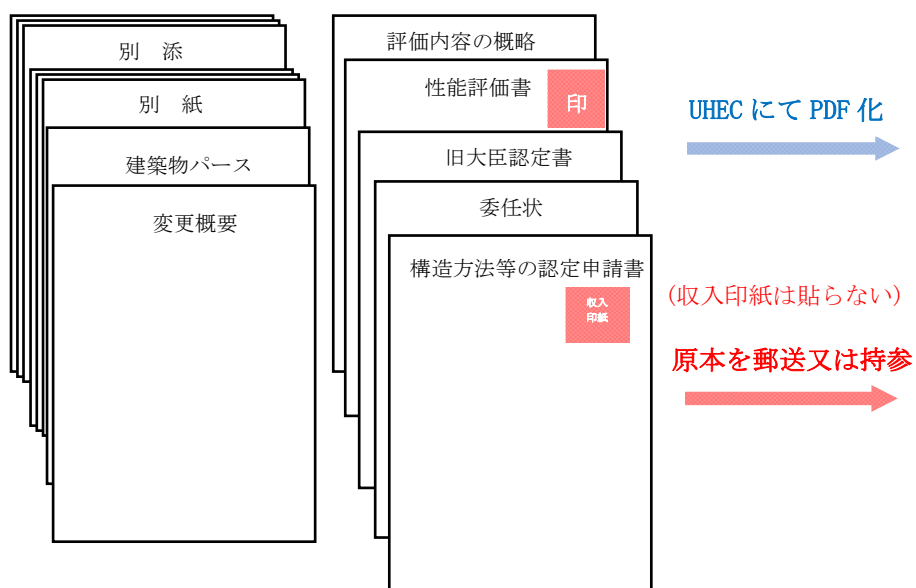 別　添
別　紙
建築物パース
変更概要
評価内容の概略
性能評価書
印
旧大臣認定書
委任状
構造方法等の認定申請書
収入
印紙
UHEC にて PDF 化
(収入印紙は貼らない)
原本を郵送又は持参